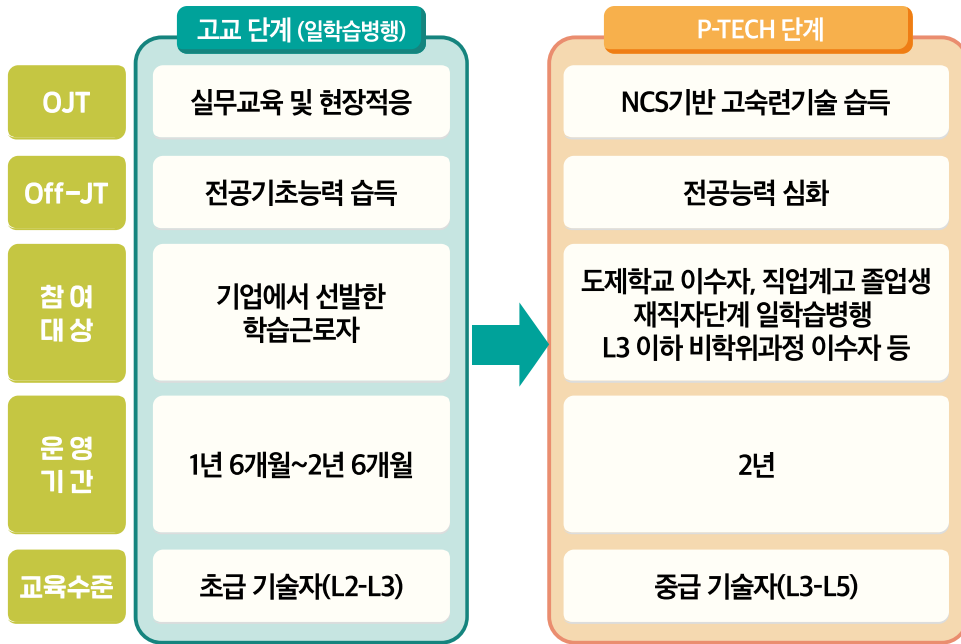 고교 단계 (일학습병행)
P-TECH 단계
OJT
실무교육 및 현장적응
NCS기반 고숙련기술 습득
Off-JT
전공기초능력 습득
전공능력 심화
참 여
대 상
기업에서 선발한
학습근로자
도제학교 이수자, 직업계고 졸업생
재직자단계 일학습병행
L3 이하 비학위과정 이수자 등
운 영
기 간
1년 6개월~2년 6개월
2년
교육수준
초급 기술자(L2-L3)
중급 기술자(L3-L5)